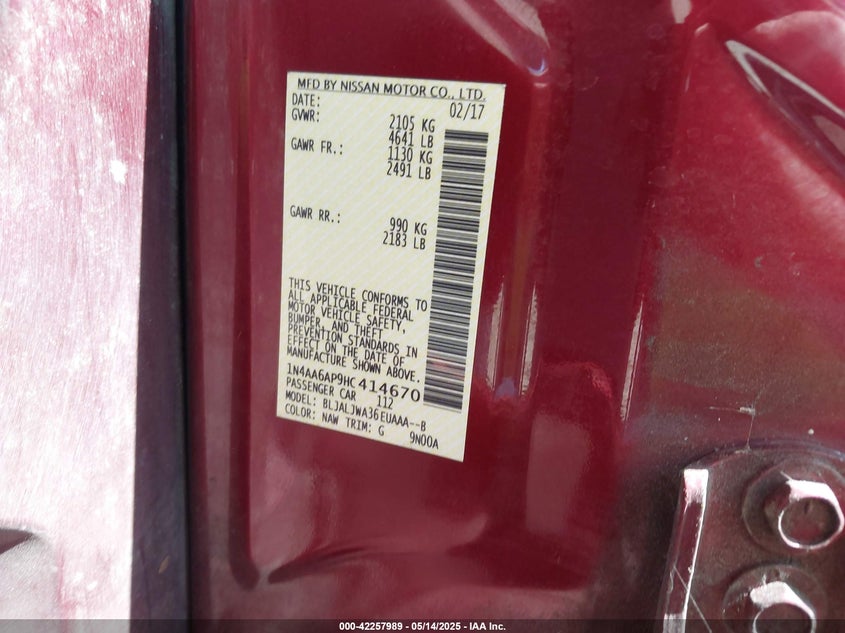 MFD BY NISSAN MOTOR CO., LTD.
DATE: 02/17
GVWR: 2105 KG
4641 LB
GAWR FR.: 1130 KG
2491 LB
GAWR RR.: 990 KG
2183 LB
THIS VEHICLE CONFORMS TO
ALL APPLICABLE FEDERAL
MOTOR VEHICLE SAFETY,
BUMPER, AND THEFT
PREVENTION STANDARDS IN
EFFECT ON THE DATE OF
MANUFACTURE SHOWN ABOVE.
1N4AA6AP9HC414670
PASSENGER CAR 112
MODEL: BLJALJWA36EUAAA--B
COLOR: NAW TRIM: G 9N00A
000-42257989 - 05/14/2025 - IAA Inc.